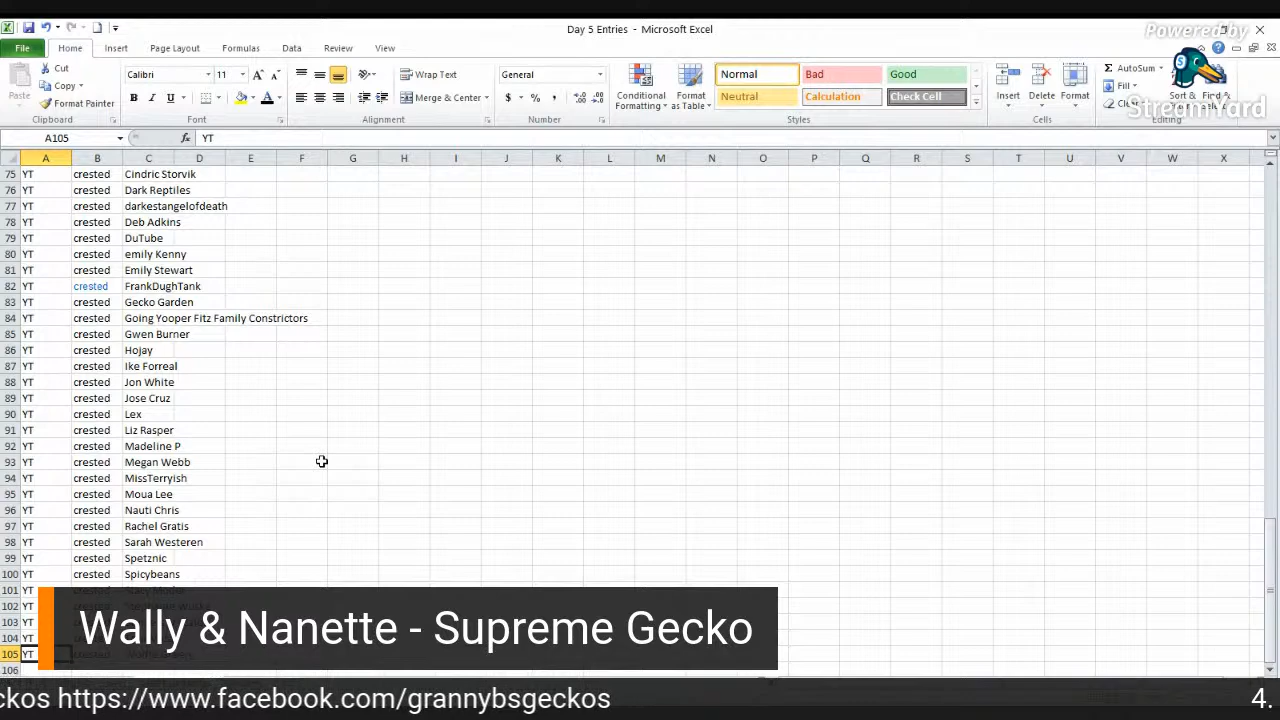 Day 5 Entries - Microsoft Excel
Powered by
StreamYard
File Home Insert Page Layout Formulas Data Review View
Paste
Cut
Copy
Format Painter
Clipboard
Calibri 11
B I U
Font
Wrap Text
Merge & Center
Alignment
General
$ % ,
Number
Conditional Formatting
Format as Table
Normal Bad Good
Neutral Calculation Check Cell
Styles
Insert Delete Format
Cells
Σ AutoSum
Fill
Sort &
Find &
Editing
A105 fx YT
A B C D E F G H I J K L M N O P Q R S T U V W X
75 YT crested Cindric Storvik
76 YT crested Dark Reptiles
77 YT crested darkestangelofdeath
78 YT crested Deb Adkins
79 YT crested DuTube
80 YT crested emily Kenny
81 YT crested Emily Stewart
82 YT crested FrankDughTank
83 YT crested Gecko Garden
84 YT crested Going Yooper Fitz Family Constrictors
85 YT crested Gwen Burner
86 YT crested Hojay
87 YT crested Ike Forreal
88 YT crested Jon White
89 YT crested Jose Cruz
90 YT crested Lex
91 YT crested Liz Rasper
92 YT crested Madeline P
93 YT crested Megan Webb
94 YT crested MissTerryish
95 YT crested Moua Lee
96 YT crested Nauti Chris
97 YT crested Rachel Gratis
98 YT crested Sarah Westeren
99 YT crested Spetznic
100 YT crested Spicybeans
101 YT
102 YT
103 YT
104 YT
105 YT
106
Wally & Nanette - Supreme Gecko
ckos https://www.facebook.com/grannybsgeckos 4.